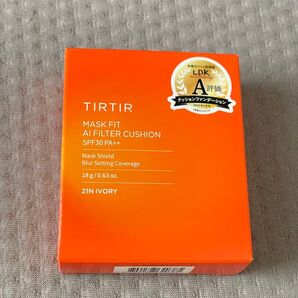 LDK
A評価
クッションファンデーション
TIRTIR
MASK FIT
AI FILTER CUSHION
SPF30 PA++
Mask Shield
Blur Setting Coverage
18 g / 0.63 oz.
21N IVORY